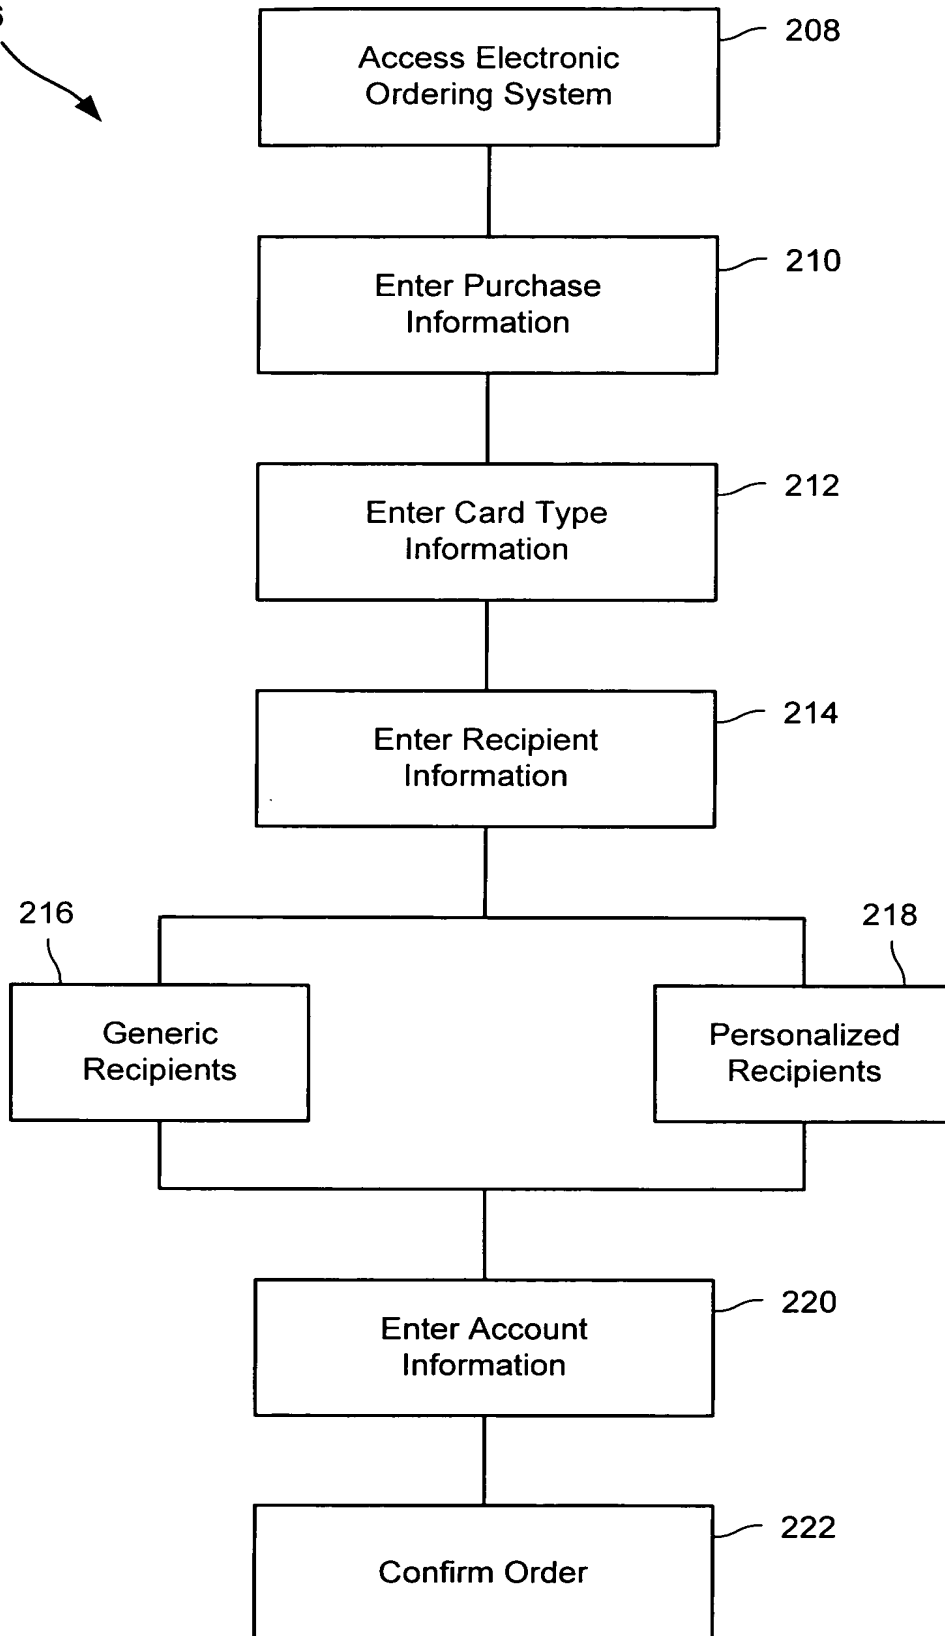 208
Access Electronic
Ordering System
210
Enter Purchase
Information
212
Enter Card Type
Information
214
Enter Recipient
Information
216
218
Generic
Recipients
Personalized
Recipients
220
Enter Account
Information
222
Confirm Order